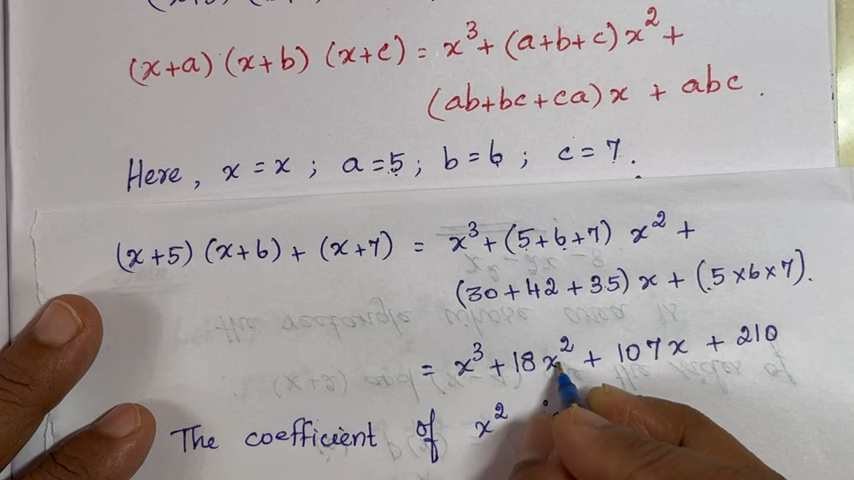 (x+a) (x+b) (x+c) = x³ + (a+b+c)x² +
(ab+bc+ca)x + abc .
Here, x = x ; a = 5 ; b = 6 ; c = 7.
(x+5) (x+6) + (x+7) = x³ + (5+6+7) x² +
(30+42+35)x + (5×6×7).
= x³ + 18x² + 107x + 210
The coefficient of x²